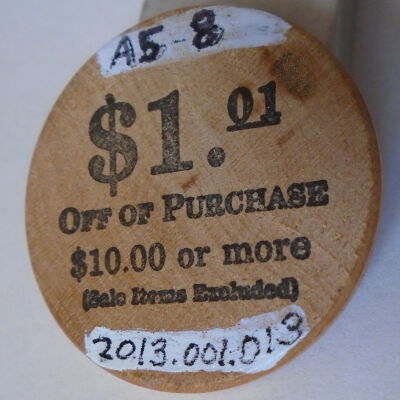 A5-8
$1.01
OFF OF PURCHASE
$10.00 or more
(Sale Items Excluded)
2013.001.013